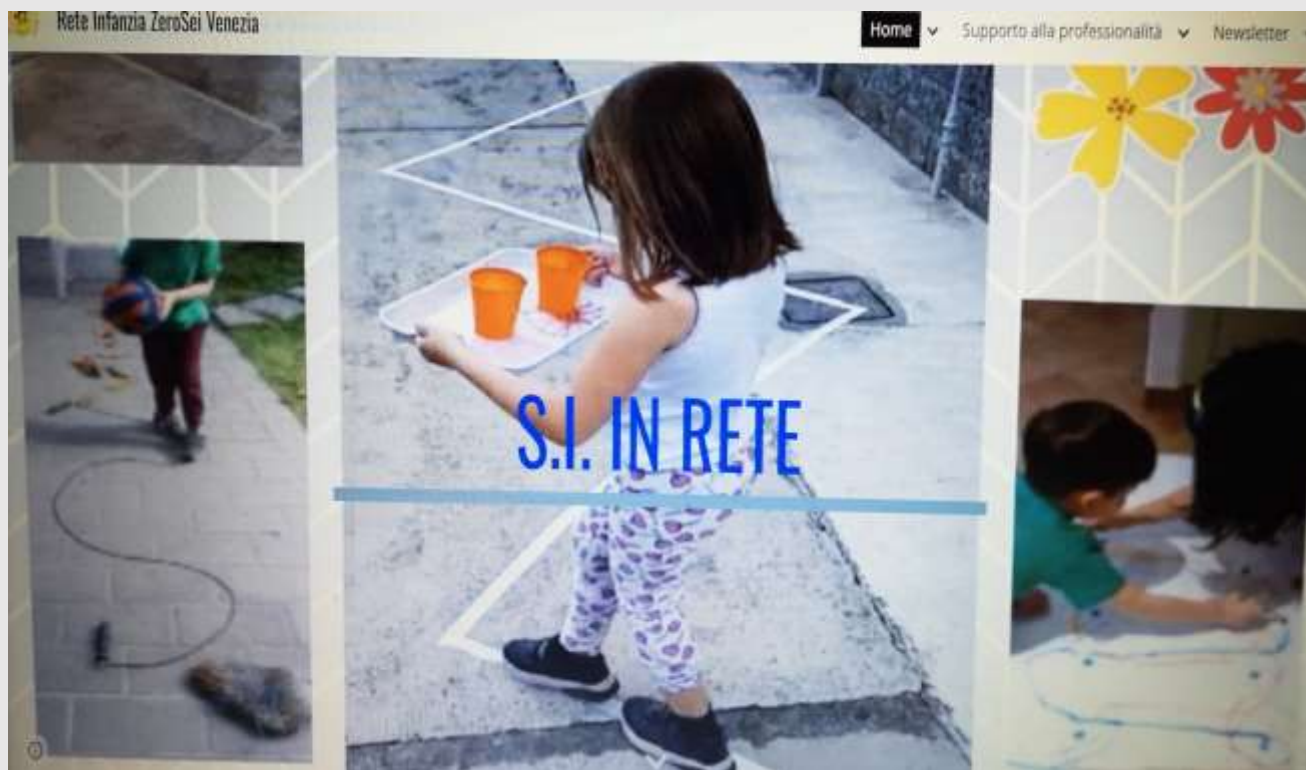 Rete Infanzia ZeroSei Venezia
Home
Supporto alla professionalità
Newsletter
S.I. IN RETE